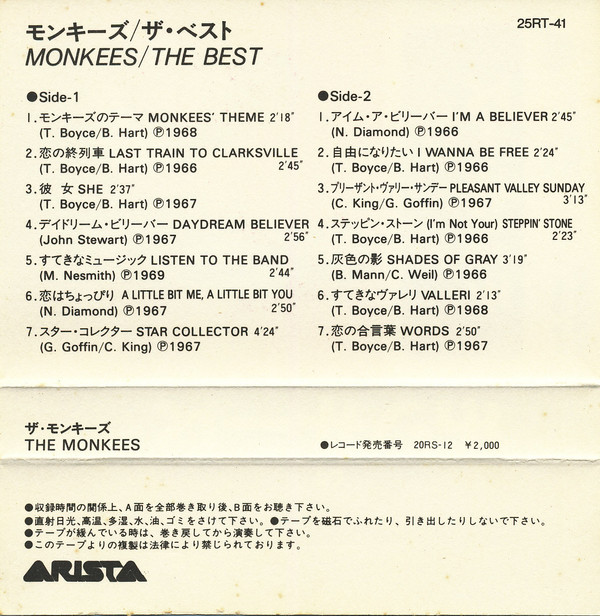 モンキーズ/ザ・ベスト
MONKEES/THE BEST
25RT-41
●Side-1
1. モンキーズのテーマ MONKEES' THEME 2'18"
(T. Boyce/B. Hart) Ⓟ1968
2. 恋の終列車 LAST TRAIN TO CLARKSVILLE
(T. Boyce/B. Hart) Ⓟ1966 2'45"
3. 彼 女 SHE 2'37"
(T. Boyce/B. Hart) Ⓟ1967
4. デイドリーム・ビリーバー DAYDREAM BELIEVER
(John Stewart) Ⓟ1967 2'56"
5. すてきなミュージック LISTEN TO THE BAND
(M. Nesmith) Ⓟ1969 2'44"
6. 恋はちょっぴり A LITTLE BIT ME, A LITTLE BIT YOU
(N. Diamond) Ⓟ1967 2'50"
7. スター・コレクター STAR COLLECTOR 4'24"
(G. Goffin/C. King) Ⓟ1967
●Side-2
1. アイム・ア・ビリーバー I'M A BELIEVER 2'45"
(N. Diamond) Ⓟ1966
2. 自由になりたい I WANNA BE FREE 2'24"
(T. Boyce/B. Hart) Ⓟ1966
3. プリーザント・ヴァリー・サンデー PLEASANT VALLEY SUNDAY
(C. King/G. Goffin) Ⓟ1967 3'13"
4. ステッピン・ストーン (I'm Not Your) STEPPIN' STONE
(T. Boyce/B. Hart) Ⓟ1966 2'23"
5. 灰色の影 SHADES OF GRAY 3'19"
(B. Mann/C. Weil) Ⓟ1966
6. すてきなヴァレリ VALLERI 2'13"
(T. Boyce/B. Hart) Ⓟ1968
7. 恋の合言葉 WORDS 2'50"
(T. Boyce/B. Hart) Ⓟ1967
ザ・モンキーズ
THE MONKEES
●レコード発売番号 20RS-12 ¥2,000
●収録時間の関係上、A面を全部巻き取り後、B面をお聴き下さい。
●直射日光、高温、多湿、水、油、ゴミをさけて下さい。●テープを磁石でふれたり、引き出したりしないで下さい。
●テープが緩んでいる時は、巻き戻してから演奏して下さい。
●このテープよりの複製は法律により禁じられております。
ARISTA